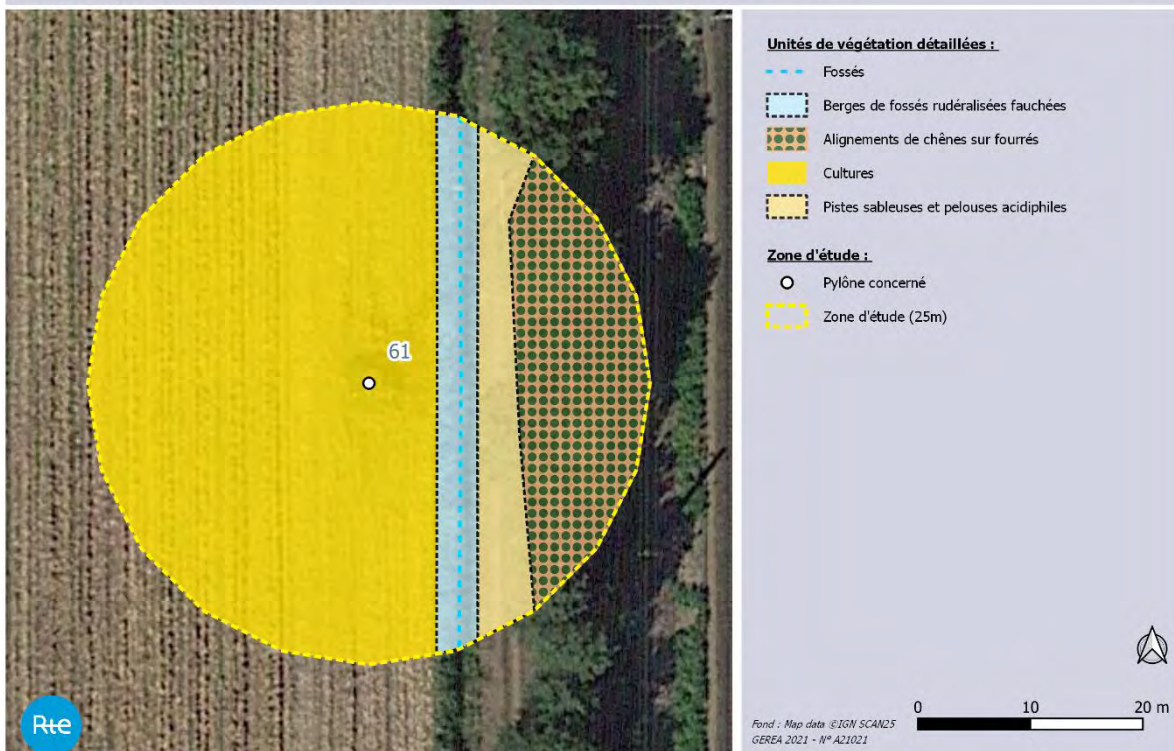 Unités de végétation détaillées :
Fossés
Berges de fossés rudéralisées fauchées
Alignements de chênes sur fourrés
Cultures
Pistes sableuses et pelouses acidiphiles
Zone d'étude :
Pylône concerné
Zone d'étude (25m)
61
Rte
0 10 20 m
Fond : Map data ©IGN SCAN25
GEREA 2021 - N° A21021